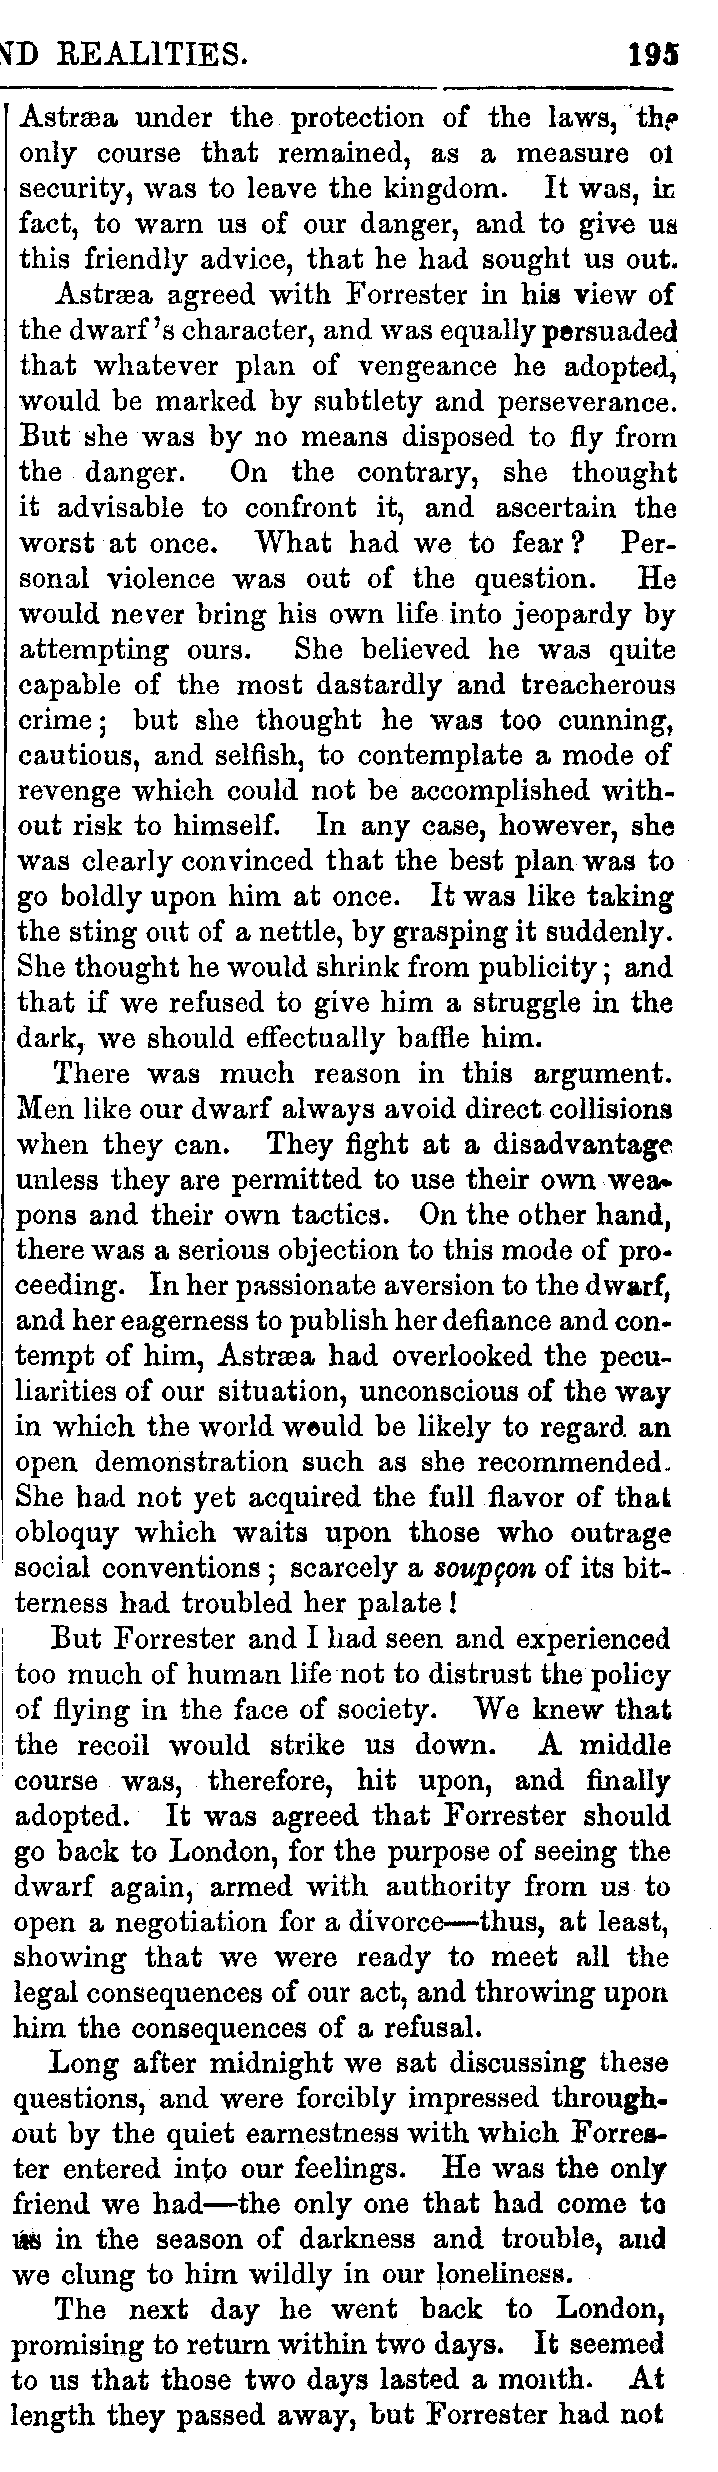 ND REALITIES. 195
Astræa under the protection of the laws, the
only course that remained, as a measure of
security, was to leave the kingdom. It was, in
fact, to warn us of our danger, and to give us
this friendly advice, that he had sought us out.
Astræa agreed with Forrester in his view of
the dwarf's character, and was equally persuaded
that whatever plan of vengeance he adopted,
would be marked by subtlety and perseverance.
But she was by no means disposed to fly from
the danger. On the contrary, she thought
it advisable to confront it, and ascertain the
worst at once. What had we to fear? Per-
sonal violence was out of the question. He
would never bring his own life into jeopardy by
attempting ours. She believed he was quite
capable of the most dastardly and treacherous
crime; but she thought he was too cunning,
cautious, and selfish, to contemplate a mode of
revenge which could not be accomplished with-
out risk to himself. In any case, however, she
was clearly convinced that the best plan was to
go boldly upon him at once. It was like taking
the sting out of a nettle, by grasping it suddenly.
She thought he would shrink from publicity; and
that if we refused to give him a struggle in the
dark, we should effectually baffle him.
There was much reason in this argument.
Men like our dwarf always avoid direct collisions
when they can. They fight at a disadvantage
unless they are permitted to use their own wea-
pons and their own tactics. On the other hand,
there was a serious objection to this mode of pro-
ceeding. In her passionate aversion to the dwarf,
and her eagerness to publish her defiance and con-
tempt of him, Astræa had overlooked the pecu-
liarities of our situation, unconscious of the way
in which the world would be likely to regard an
open demonstration such as she recommended.
She had not yet acquired the full flavor of that
obloquy which waits upon those who outrage
social conventions; scarcely a soupçon of its bit-
terness had troubled her palate!
But Forrester and I had seen and experienced
too much of human life not to distrust the policy
of flying in the face of society. We knew that
the recoil would strike us down. A middle
course was, therefore, hit upon, and finally
adopted. It was agreed that Forrester should
go back to London, for the purpose of seeing the
dwarf again, armed with authority from us to
open a negotiation for a divorce—thus, at least,
showing that we were ready to meet all the
legal consequences of our act, and throwing upon
him the consequences of a refusal.
Long after midnight we sat discussing these
questions, and were forcibly impressed through-
out by the quiet earnestness with which Forres-
ter entered into our feelings. He was the only
friend we had—the only one that had come to
us in the season of darkness and trouble, and
we clung to him wildly in our loneliness.
The next day he went back to London,
promising to return within two days. It seemed
to us that those two days lasted a month. At
length they passed away, but Forrester had not